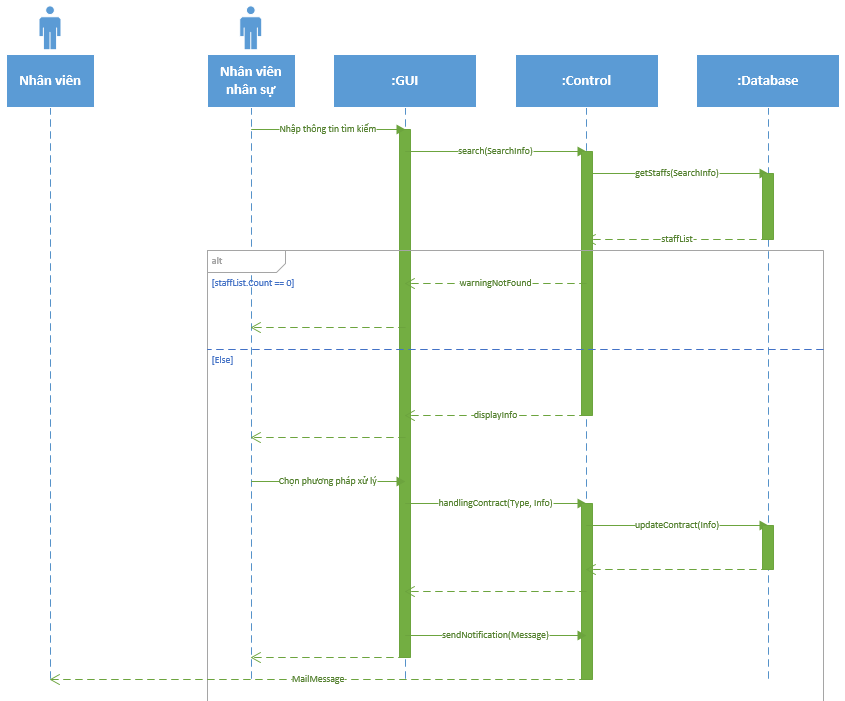 Nhân viên
Nhân viên
nhân sự
:GUI
:Control
:Database
Nhập thông tin tìm kiếm
search(SearchInfo)
getStaffs(SearchInfo)
staffList
alt
[staffList.Count == 0]
warningNotFound
[Else]
displayInfo
Chọn phương pháp xử lý
handlingContract(Type, Info)
updateContract(Info)
sendNotification(Message)
MailMessage